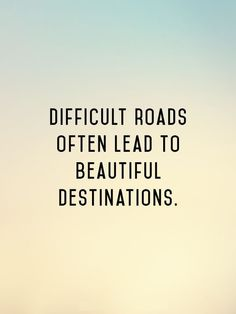 DIFFICULT ROADS
OFTEN LEAD TO
BEAUTIFUL
DESTINATIONS.